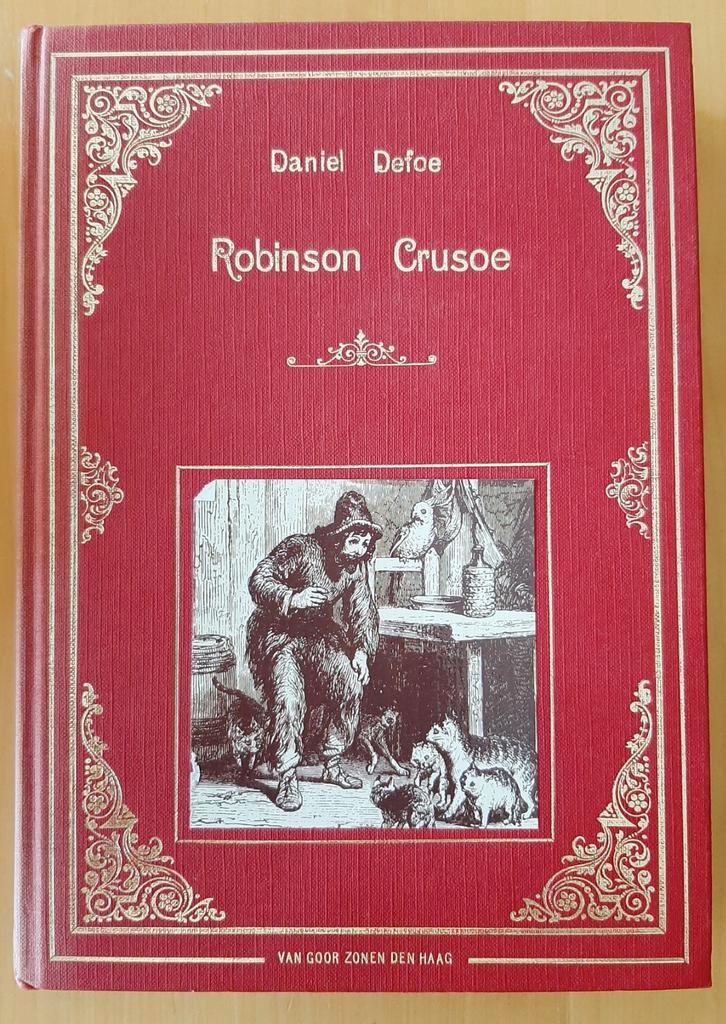 Daniel Defoe
Robinson Crusoe
VAN GOOR ZONEN DEN HAAG